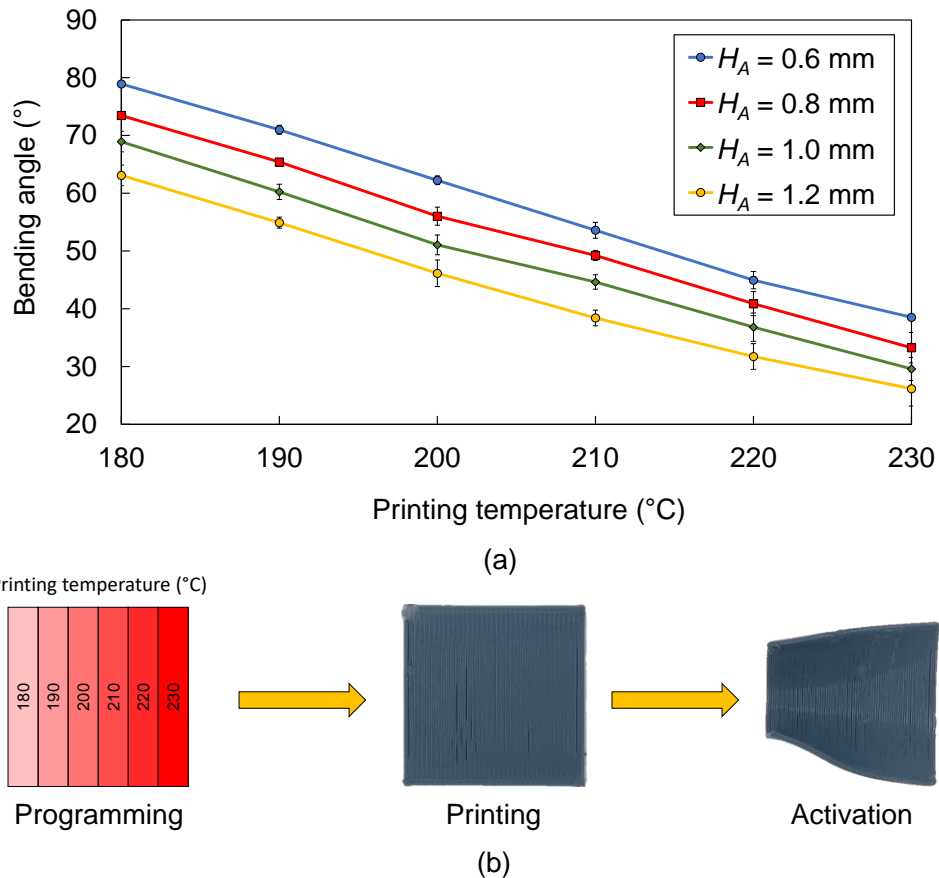 90
80
70
60
50
40
30
20
Bending angle (°)
H_A = 0.6 mm
H_A = 0.8 mm
H_A = 1.0 mm
H_A = 1.2 mm
180 190 200 210 220 230
Printing temperature (°C)
(a)
Printing temperature (°C)
180 190 200 210 220 230
Programming Printing Activation
(b)